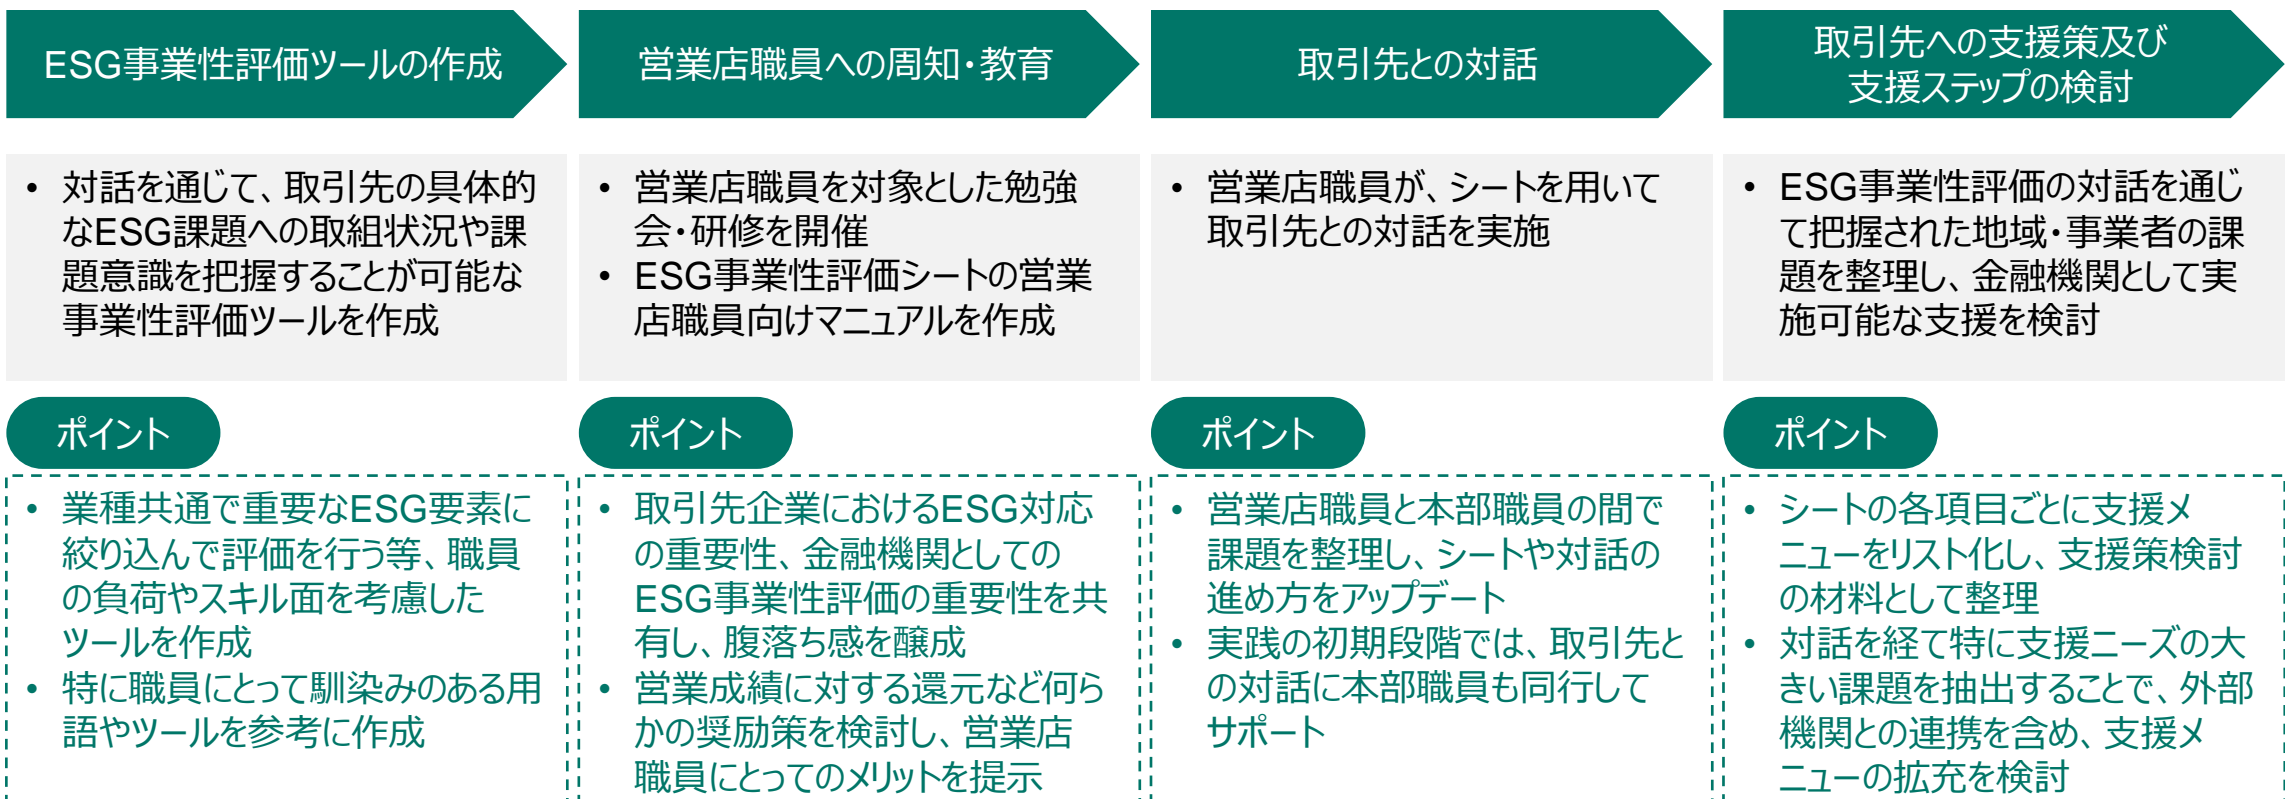 ESG事業性評価ツールの作成
営業店職員への周知・教育
取引先との対話
取引先への支援策及び
支援ステップの検討
• 対話を通じて、取引先の具体的
なESG課題への取組状況や課
題意識を把握することが可能な
事業性評価ツールを作成
• 営業店職員を対象とした勉強
会・研修を開催
• ESG事業性評価シートの営業
店職員向けマニュアルを作成
• 営業店職員が、シートを用いて
取引先との対話を実施
• ESG事業性評価の対話を通じ
て把握された地域・事業者の課
題を整理し、金融機関として実
施可能な支援を検討
ポイント
• 業種共通で重要なESG要素に
絞り込んで評価を行う等、職員
の負荷やスキル面を考慮した
ツールを作成
• 特に職員にとって馴染みのある用
語やツールを参考に作成
ポイント
• 取引先企業におけるESG対応
の重要性、金融機関としての
ESG事業性評価の重要性を共
有し、腹落ち感を醸成
• 営業成績に対する還元など何ら
かの奨励策を検討し、営業店
職員にとってのメリットを提示
ポイント
• 営業店職員と本部職員の間で
課題を整理し、シートや対話の
進め方をアップデート
• 実践の初期段階では、取引先と
の対話に本部職員も同行して
サポート
ポイント
• シートの各項目ごとに支援メ
ニューをリスト化し、支援策検討
の材料として整理
• 対話を経て特に支援ニーズの大
きい課題を抽出することで、外部
機関との連携を含め、支援メ
ニューの拡充を検討